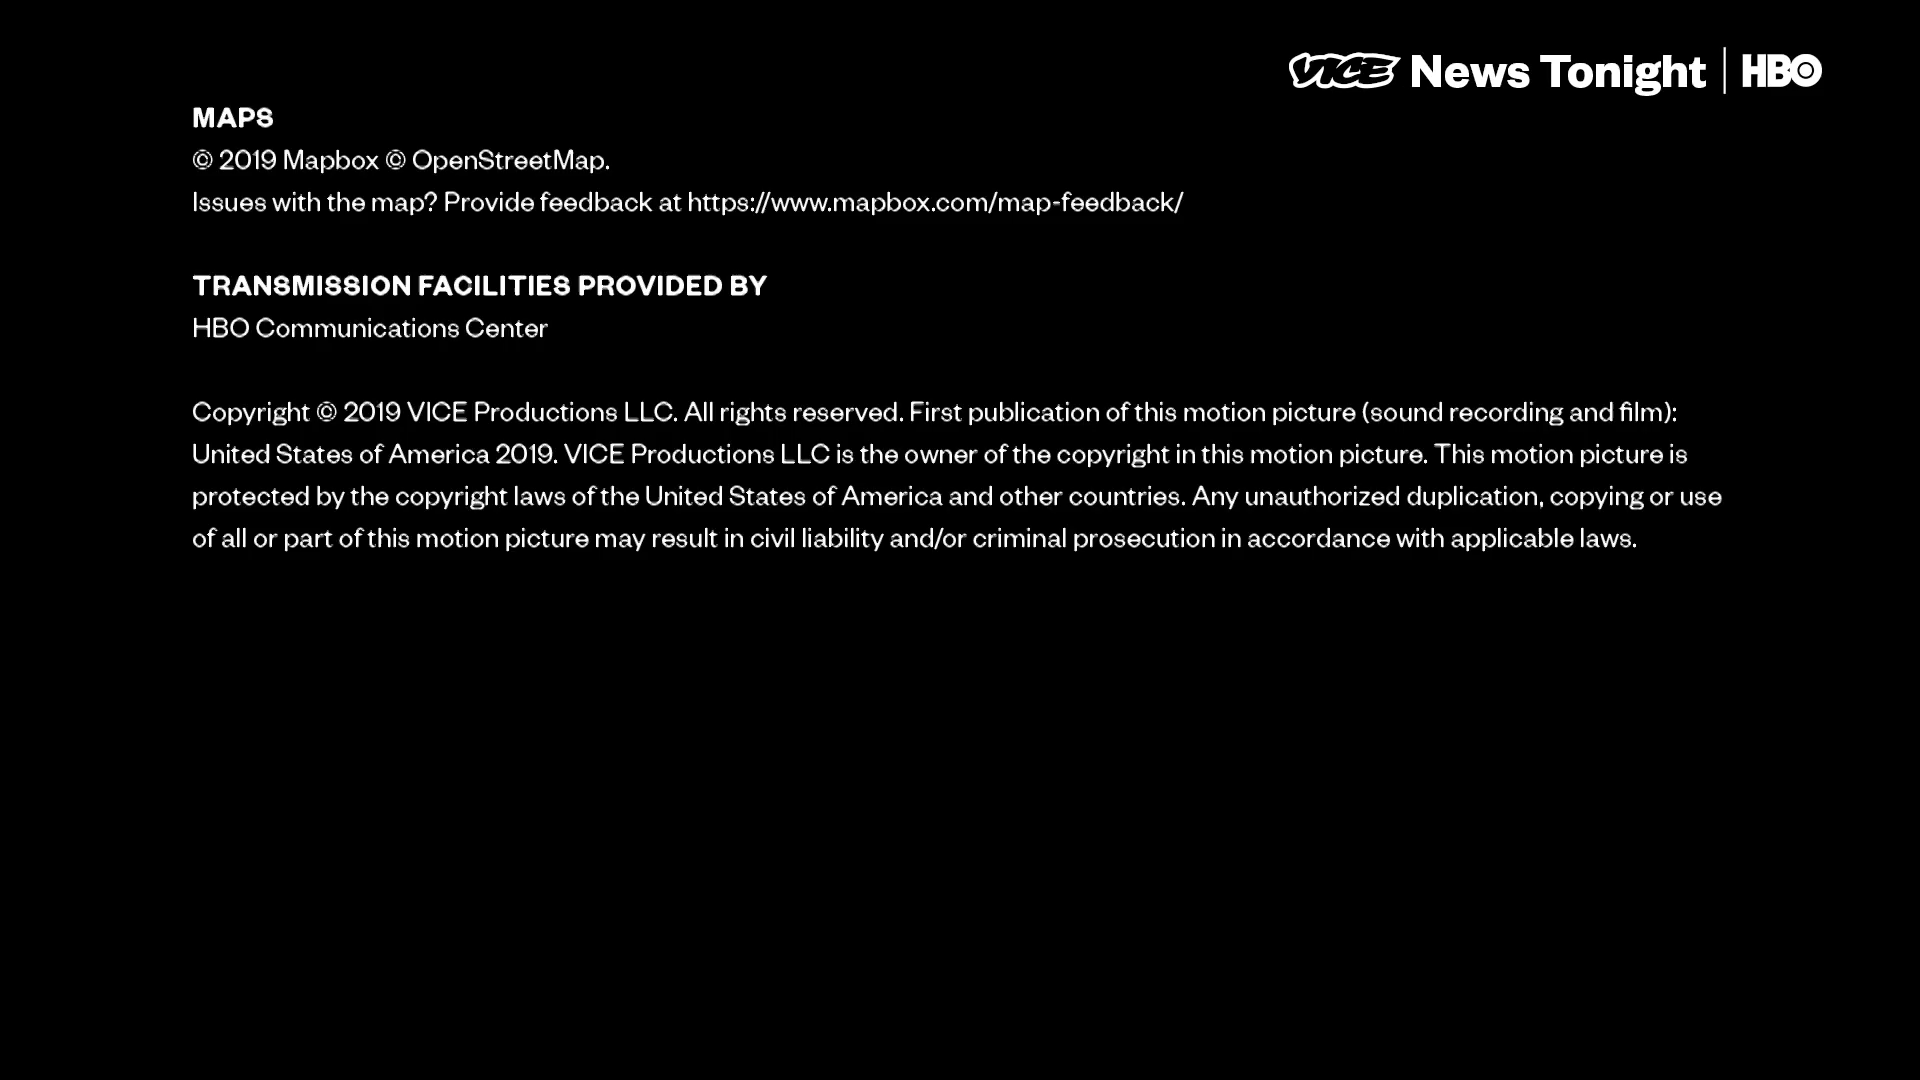 VICE News Tonight | HBO
MAPS
© 2019 Mapbox © OpenStreetMap.
Issues with the map? Provide feedback at https://www.mapbox.com/map-feedback/
TRANSMISSION FACILITIES PROVIDED BY
HBO Communications Center
Copyright © 2019 VICE Productions LLC. All rights reserved. First publication of this motion picture (sound recording and film):
United States of America 2019. VICE Productions LLC is the owner of the copyright in this motion picture. This motion picture is
protected by the copyright laws of the United States of America and other countries. Any unauthorized duplication, copying or use
of all or part of this motion picture may result in civil liability and/or criminal prosecution in accordance with applicable laws.